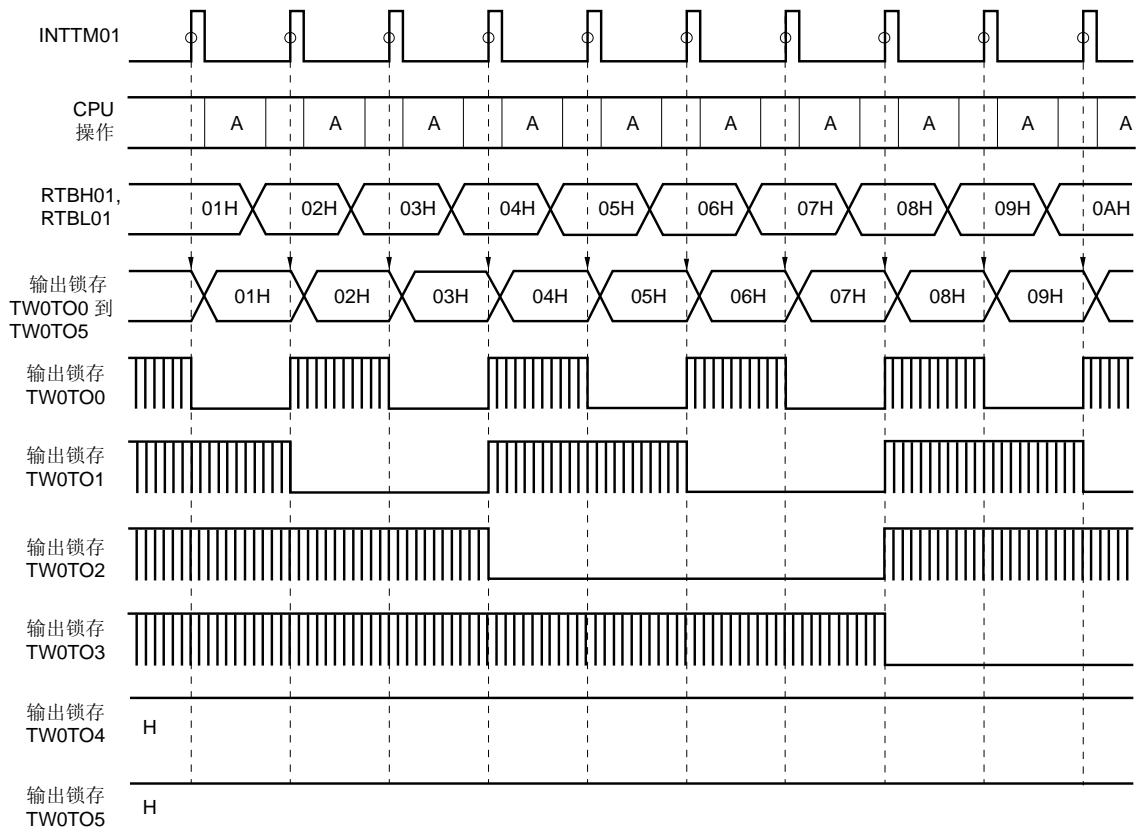 INTTM01
CPU
操作
A A A A A A A A A A
RTBH01,
RTBL01
01H 02H 03H 04H 05H 06H 07H 08H 09H 0AH
输出锁存
TW0TO0 到
TW0TO5
01H 02H 03H 04H 05H 06H 07H 08H 09H
输出锁存
TW0TO0
输出锁存
TW0TO1
输出锁存
TW0TO2
输出锁存
TW0TO3
输出锁存
TW0TO4
H
输出锁存
TW0TO5
H